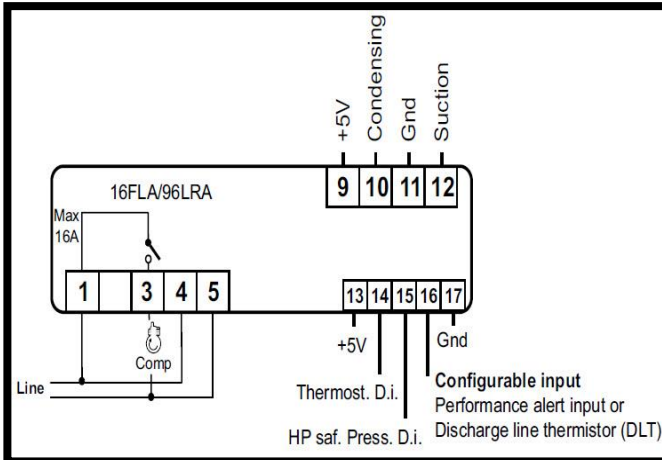 +5V
Condensing
Gnd
Suction
9 10 11 12
16FLA/96LRA
Max
16A
1 3 4 5
13 14 15 16 17
Comp
Line
+5V
Gnd
Thermost. D.i.
HP saf. Press. D.i.
Configurable input
Performance alert input or
Discharge line thermistor (DLT)